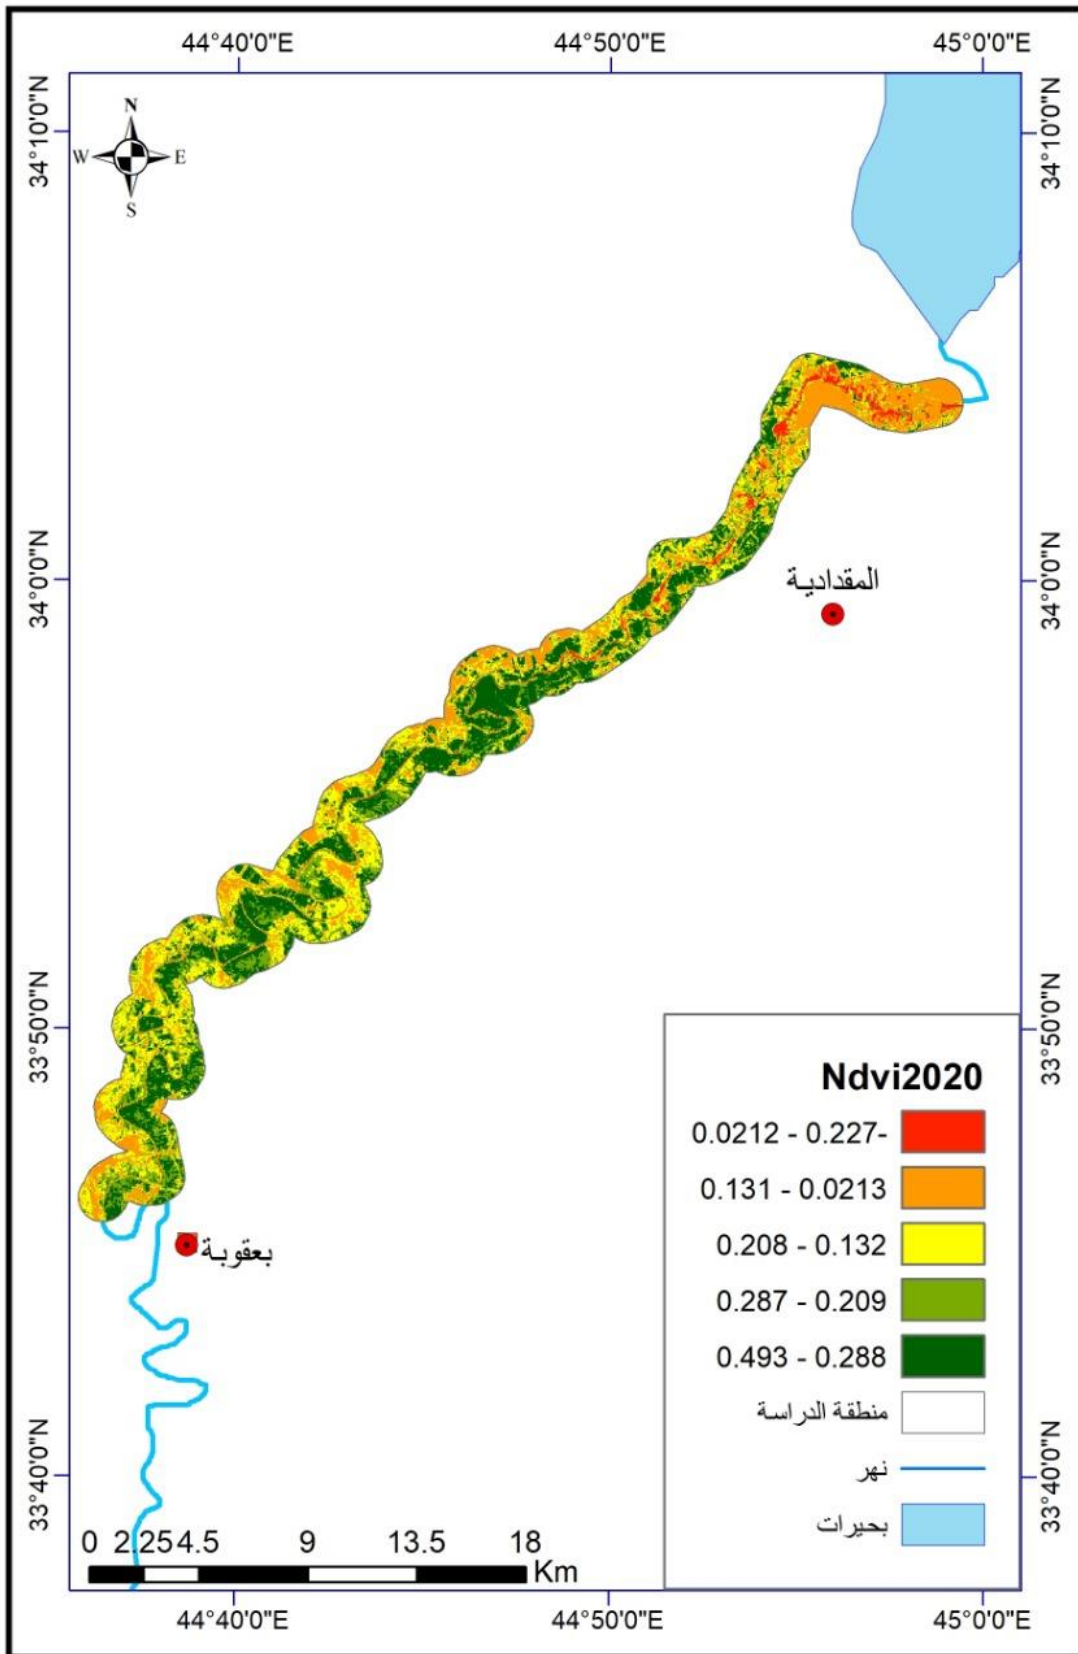 44°40'0"E
44°50'0"E
45°0'0"E
34°10'0"N
34°10'0"N
N
W
E
S
34°0'0"N
34°0'0"N
المقدادية
33°50'0"N
33°50'0"N
Ndvi2020
0.0212 - 0.227-
0.131 - 0.0213
0.208 - 0.132
0.287 - 0.209
0.493 - 0.288
منطقة الدراسة
نهر
بحيرات
بعقوبة
33°40'0"N
33°40'0"N
0 2.25 4.5 9 13.5 18
Km
44°40'0"E
44°50'0"E
45°0'0"E